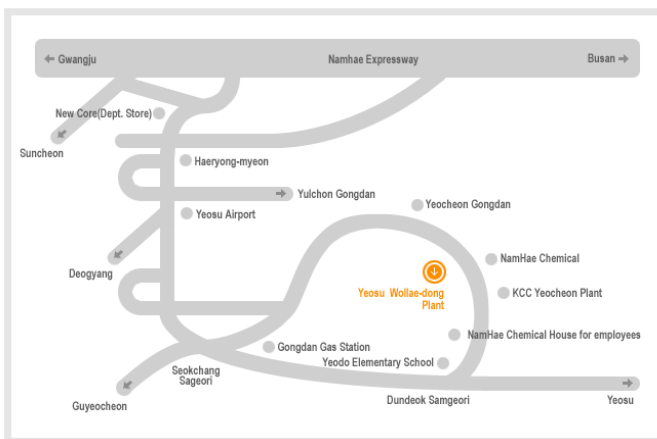 ← Gwangju
Namhae Expressway
Busan →
New Core(Dept. Store)
Suncheon
Haeryong-myeon
Yulchon Gongdan
Yeocheon Gongdan
Yeosu Airport
Deogyang
NamHae Chemical
Yeosu Wollae-dong
Plant
KCC Yeocheon Plant
NamHae Chemical House for employees
Gongdan Gas Station
Yeodo Elementary School
Seokchang
Sageori
Guyeocheon
Dundeok Samgeori
Yeosu